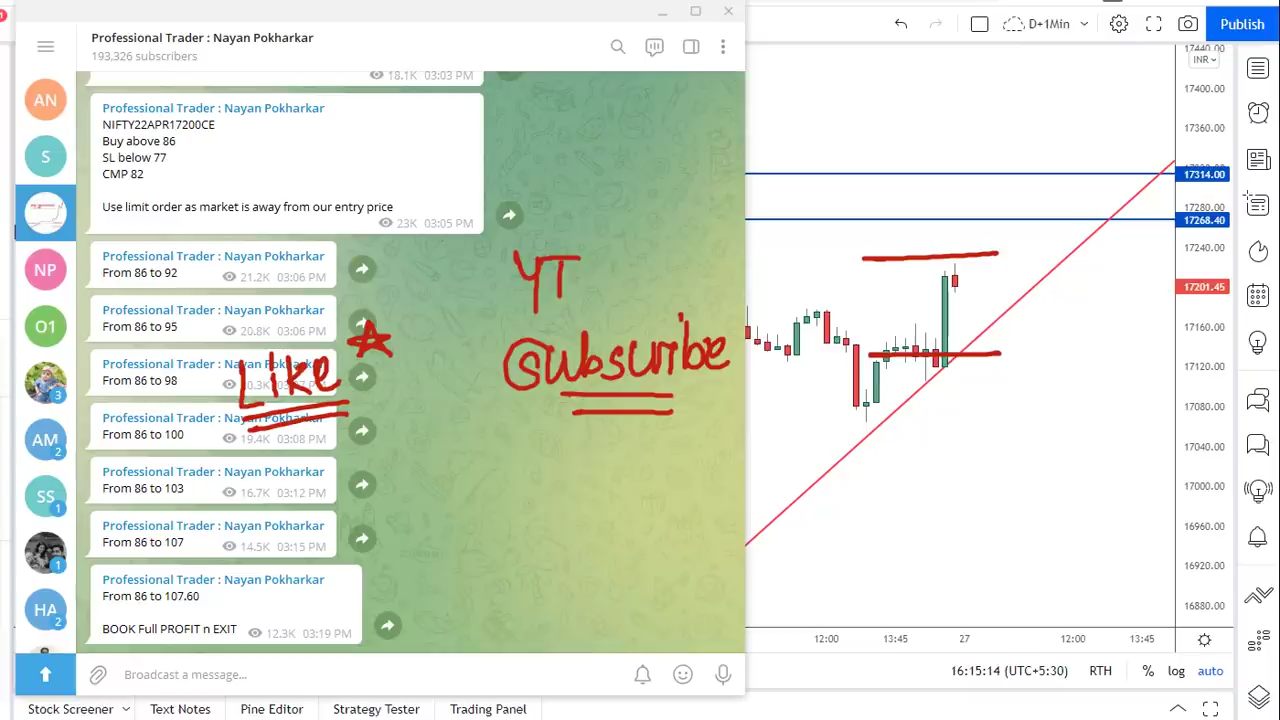 Professional Trader : Nayan Pokharkar
193,326 subscribers
18.1K 03:03 PM
Professional Trader : Nayan Pokharkar
NIFTY22APR17200CE
Buy above 86
SL below 77
CMP 82
Use limit order as market is away from our entry price
23K 03:05 PM
Professional Trader : Nayan Pokharkar
From 86 to 92
21.2K 03:06 PM
Professional Trader : Nayan Pokharkar
From 86 to 95
20.8K 03:06 PM
Professional Trader : Nayan Pokharkar
From 86 to 98
Professional Trader : Nayan Pokharkar
From 86 to 100
19.4K 03:08 PM
Professional Trader : Nayan Pokharkar
From 86 to 103
16.7K 03:12 PM
Professional Trader : Nayan Pokharkar
From 86 to 107
14.5K 03:15 PM
Professional Trader : Nayan Pokharkar
From 86 to 107.60
BOOK Full PROFIT n EXIT
12.3K 03:19 PM
Broadcast a message...
AN
S
NP
O1
3
AM
2
SS
1
1
HA
2
Like
YT
Subscribe
D+1Min
Publish
17440.00
INR
17400.00
17360.00
17314.00
17280.00
17268.40
17240.00
17201.45
17160.00
17120.00
17080.00
17040.00
17000.00
16960.00
16920.00
16880.00
12:00
13:45
27
12:00
13:45
16:15:14 (UTC+5:30)
RTH
%
log
auto
Stock Screener
Text Notes
Pine Editor
Strategy Tester
Trading Panel